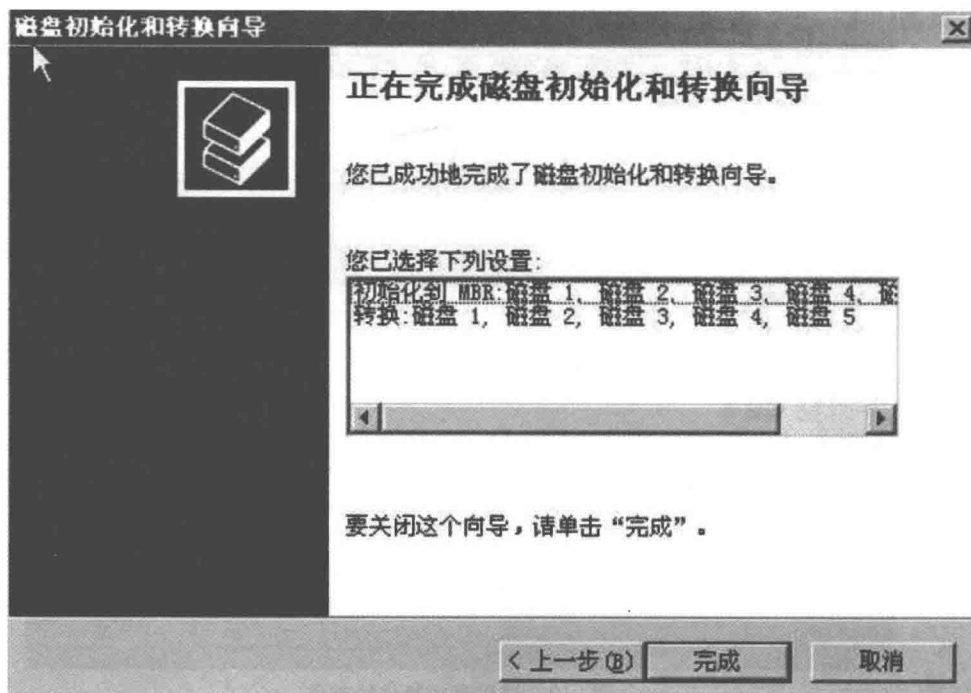 磁盘初始化和转换向导
正在完成磁盘初始化和转换向导
您已成功地完成了磁盘初始化和转换向导。
您已选择下列设置:
初始化到 MBR:磁盘 1、磁盘 2、磁盘 3、磁盘 4、磁
转换:磁盘 1, 磁盘 2, 磁盘 3, 磁盘 4, 磁盘 5
要关闭这个向导，请单击“完成”。
< 上一步(B) 完成 取消